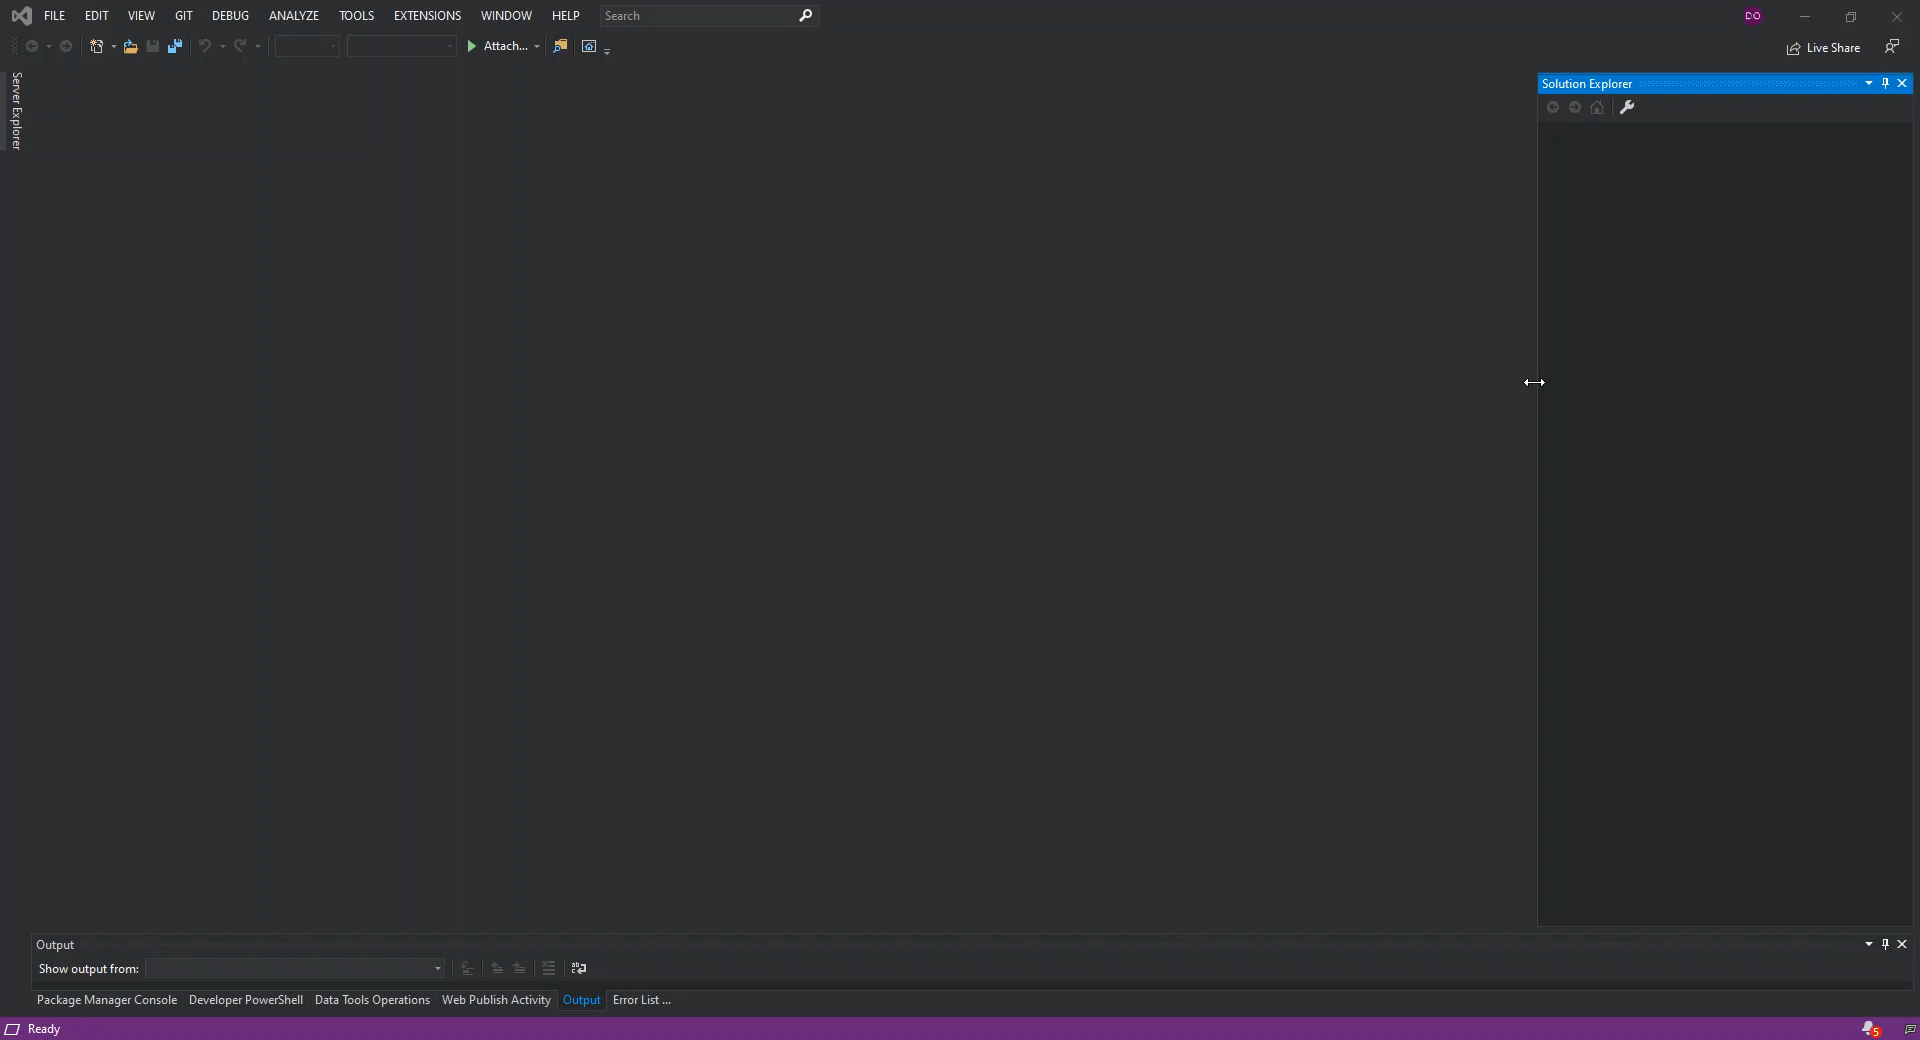 FILE EDIT VIEW GIT DEBUG ANALYZE TOOLS EXTENSIONS WINDOW HELP Search DO
Attach... Live Share
Server Explorer
Solution Explorer
Output
Show output from:
Package Manager Console Developer PowerShell Data Tools Operations Web Publish Activity Output Error List ...
Ready 5